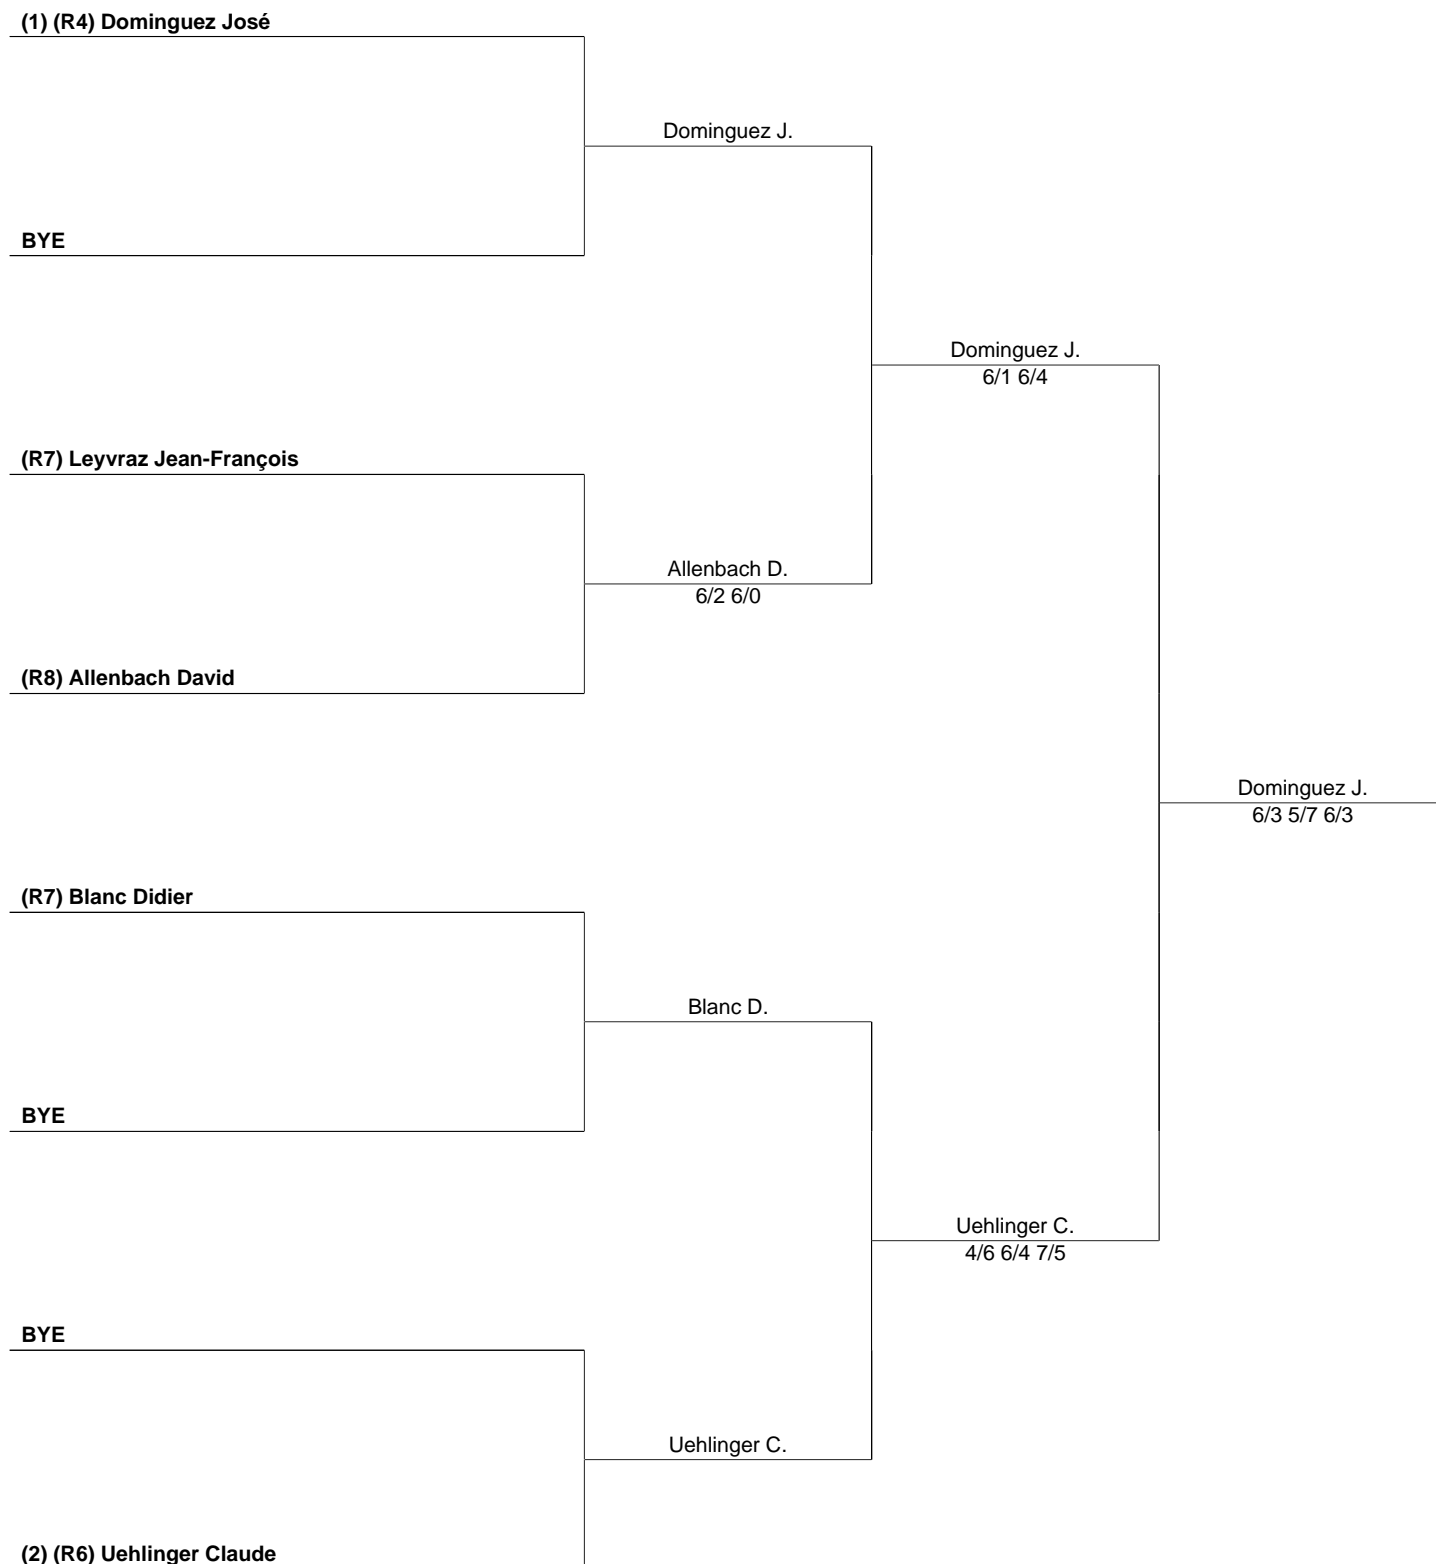 (1) (R4) Dominguez José
Dominguez J.
BYE
Dominguez J.
6/1 6/4
(R7) Leyvraz Jean-François
Allenbach D.
6/2 6/0
(R8) Allenbach David
Dominguez J.
6/3 5/7 6/3
(R7) Blanc Didier
Blanc D.
BYE
Uehlinger C.
4/6 6/4 7/5
BYE
Uehlinger C.
(2) (R6) Uehlinger Claude